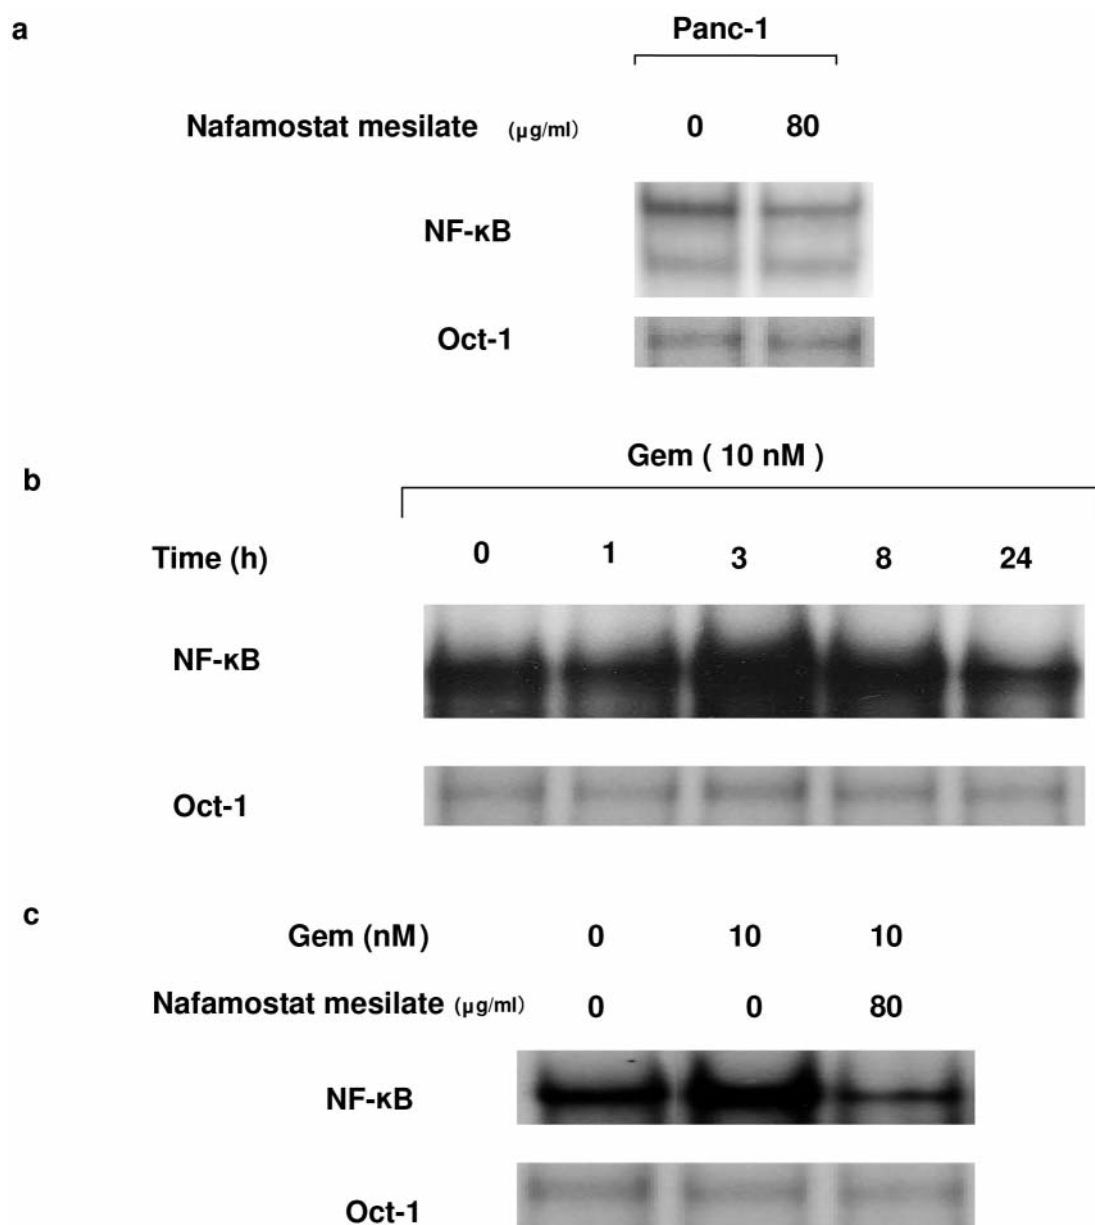 a
Panc-1
Nafamostat mesilate (μg/ml) 0 80
NF-κB
Oct-1
b
Gem ( 10 nM )
Time (h) 0 1 3 8 24
NF-κB
Oct-1
c
Gem (nM) 0 10 10
Nafamostat mesilate (μg/ml) 0 0 80
NF-κB
Oct-1